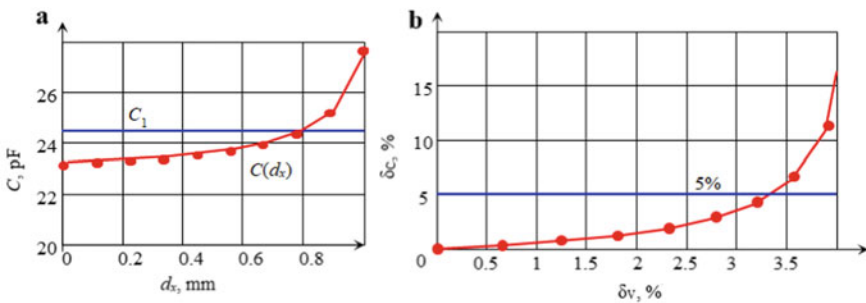 a
26
24
22
20
C, pF
C₁
C(dₓ)
0 0.2 0.4 0.6 0.8
dₓ, mm
b
15
10
5
0
δc, %
5%
0.5 1 1.5 2 2.5 3 3.5
δv, %